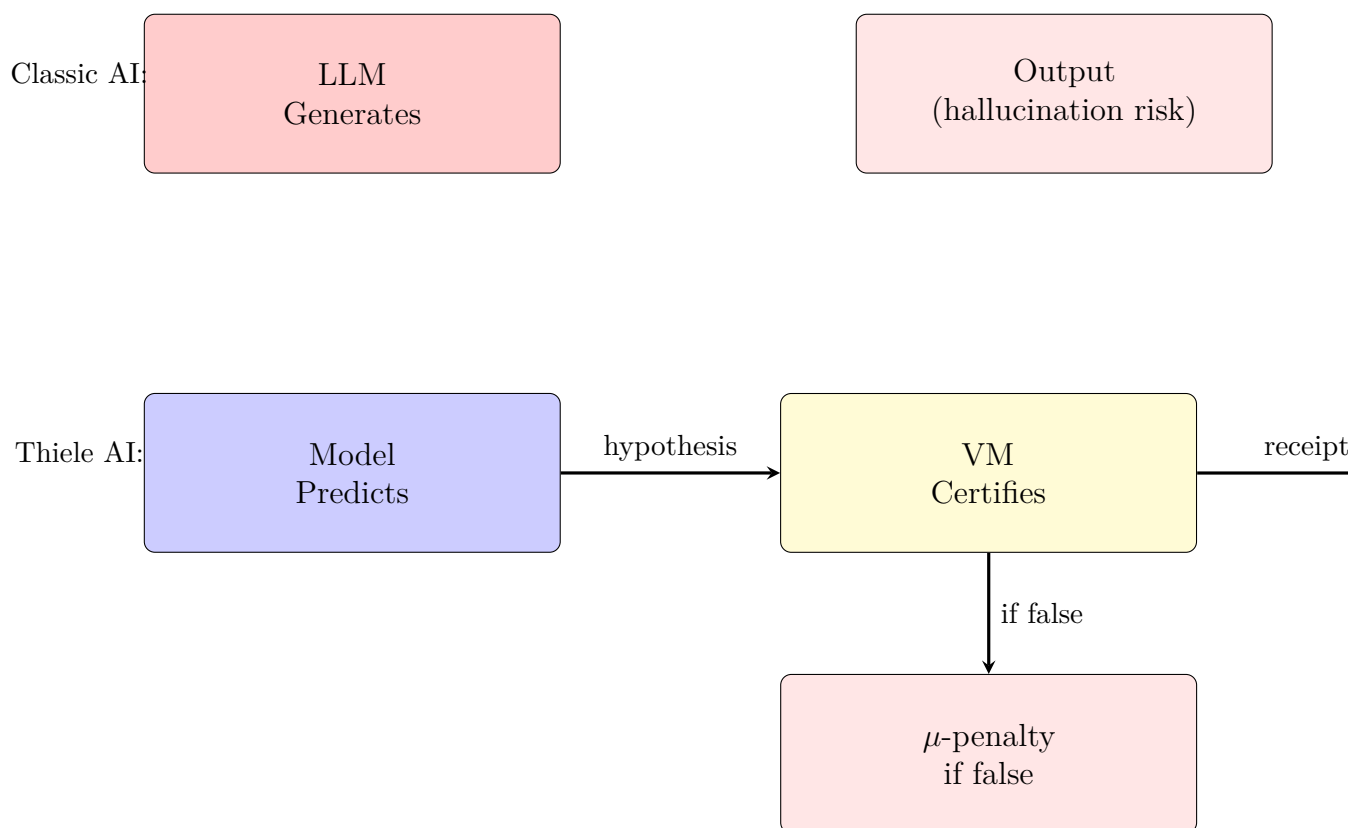 Classic AI:
LLM
Generates
Output
(hallucination risk)
Thiele AI:
Model
Predicts
hypothesis
VM
Certifies
receipt
if false
μ-penalty
if false